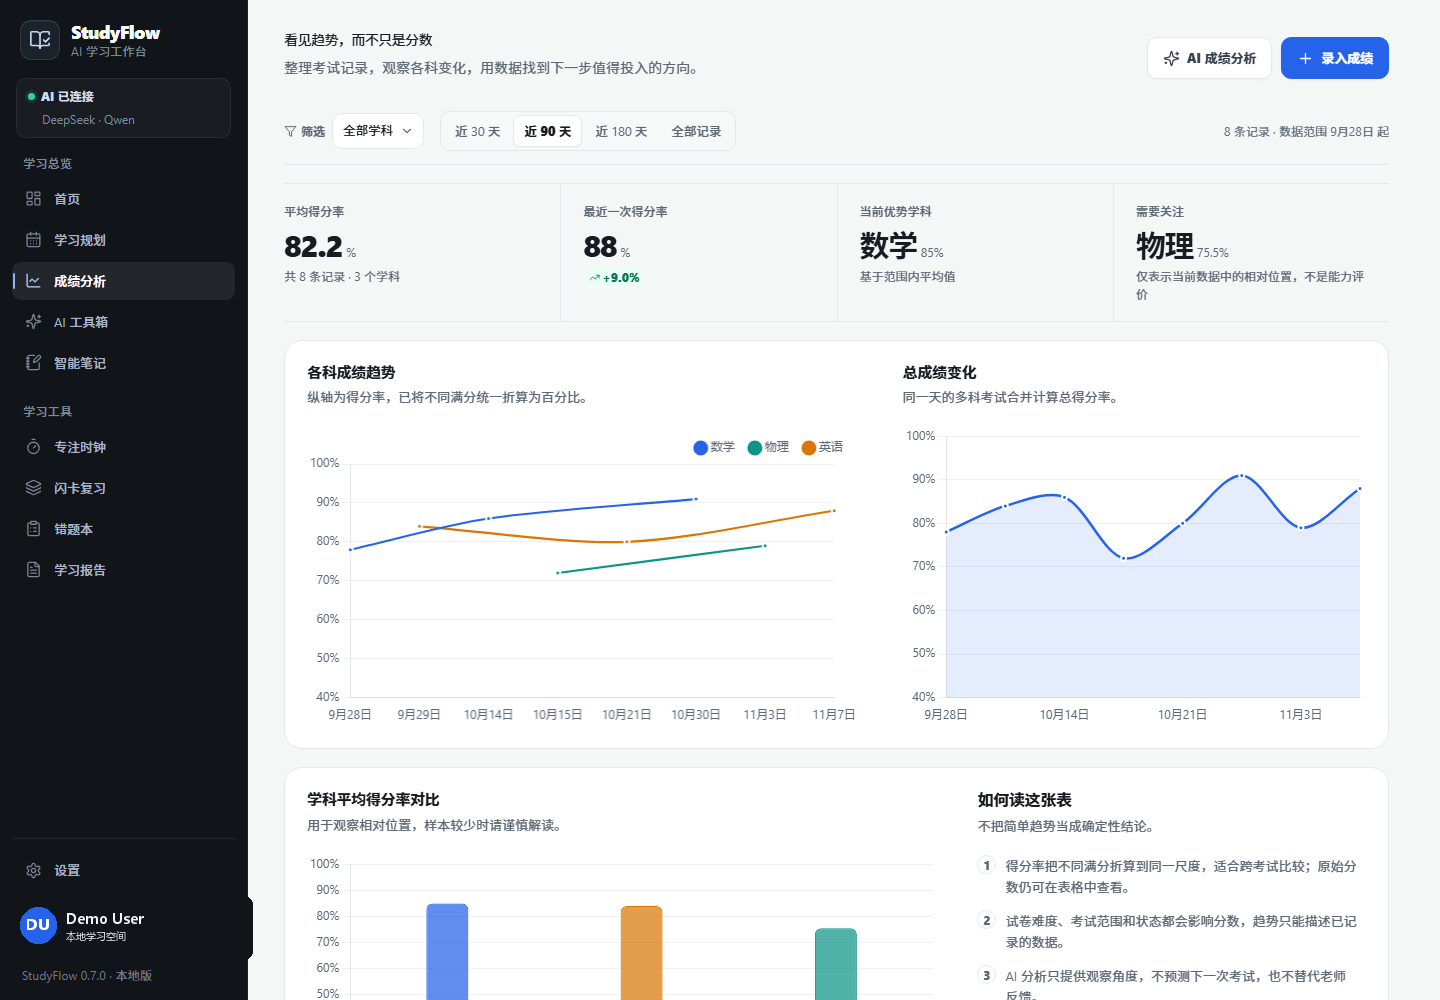 StudyFlow
AI 学习工作台
AI 已连接
DeepSeek · Qwen
学习总览
首页
学习规划
成绩分析
AI 工具箱
智能笔记
学习工具
专注时钟
闪卡复习
错题本
学习报告
设置
DU
Demo User
本地学习空间
StudyFlow 0.7.0 · 本地版
看见趋势，而不只是分数
整理考试记录，观察各科变化，用数据找到下一步值得投入的方向。
AI 成绩分析
录入成绩
筛选
全部学科
近 30 天
近 90 天
近 180 天
全部记录
8 条记录 · 数据范围 9月28日 起
平均得分率
82.2 %
共 8 条记录 · 3 个学科
最近一次得分率
88 %
+9.0%
当前优势学科
数学 85%
基于范围内平均值
需要关注
物理 75.5%
仅表示当前数据中的相对位置，不是能力评
价
各科成绩趋势
纵轴为得分率，已将不同满分统一折算为百分比。
数学 物理 英语
100%
90%
80%
70%
60%
50%
40%
9月28日 9月29日 10月14日 10月15日 10月21日 10月30日 11月3日 11月7日
总成绩变化
同一天的多科考试合并计算总得分率。
100%
90%
80%
70%
60%
50%
40%
9月28日 10月14日 10月21日 11月3日
学科平均得分率对比
用于观察相对位置，样本较少时请谨慎解读。
100%
90%
80%
70%
60%
50%
如何读这张表
不把简单趋势当成确定性结论。
1 得分率把不同满分折算到同一尺度，适合跨考试比较；原始分
数仍可在表格中查看。
2 试卷难度、考试范围和状态都会影响分数，趋势只能描述已记
录的数据。
3 AI 分析只提供观察角度，不预测下一次考试，也不替代老师
反馈。